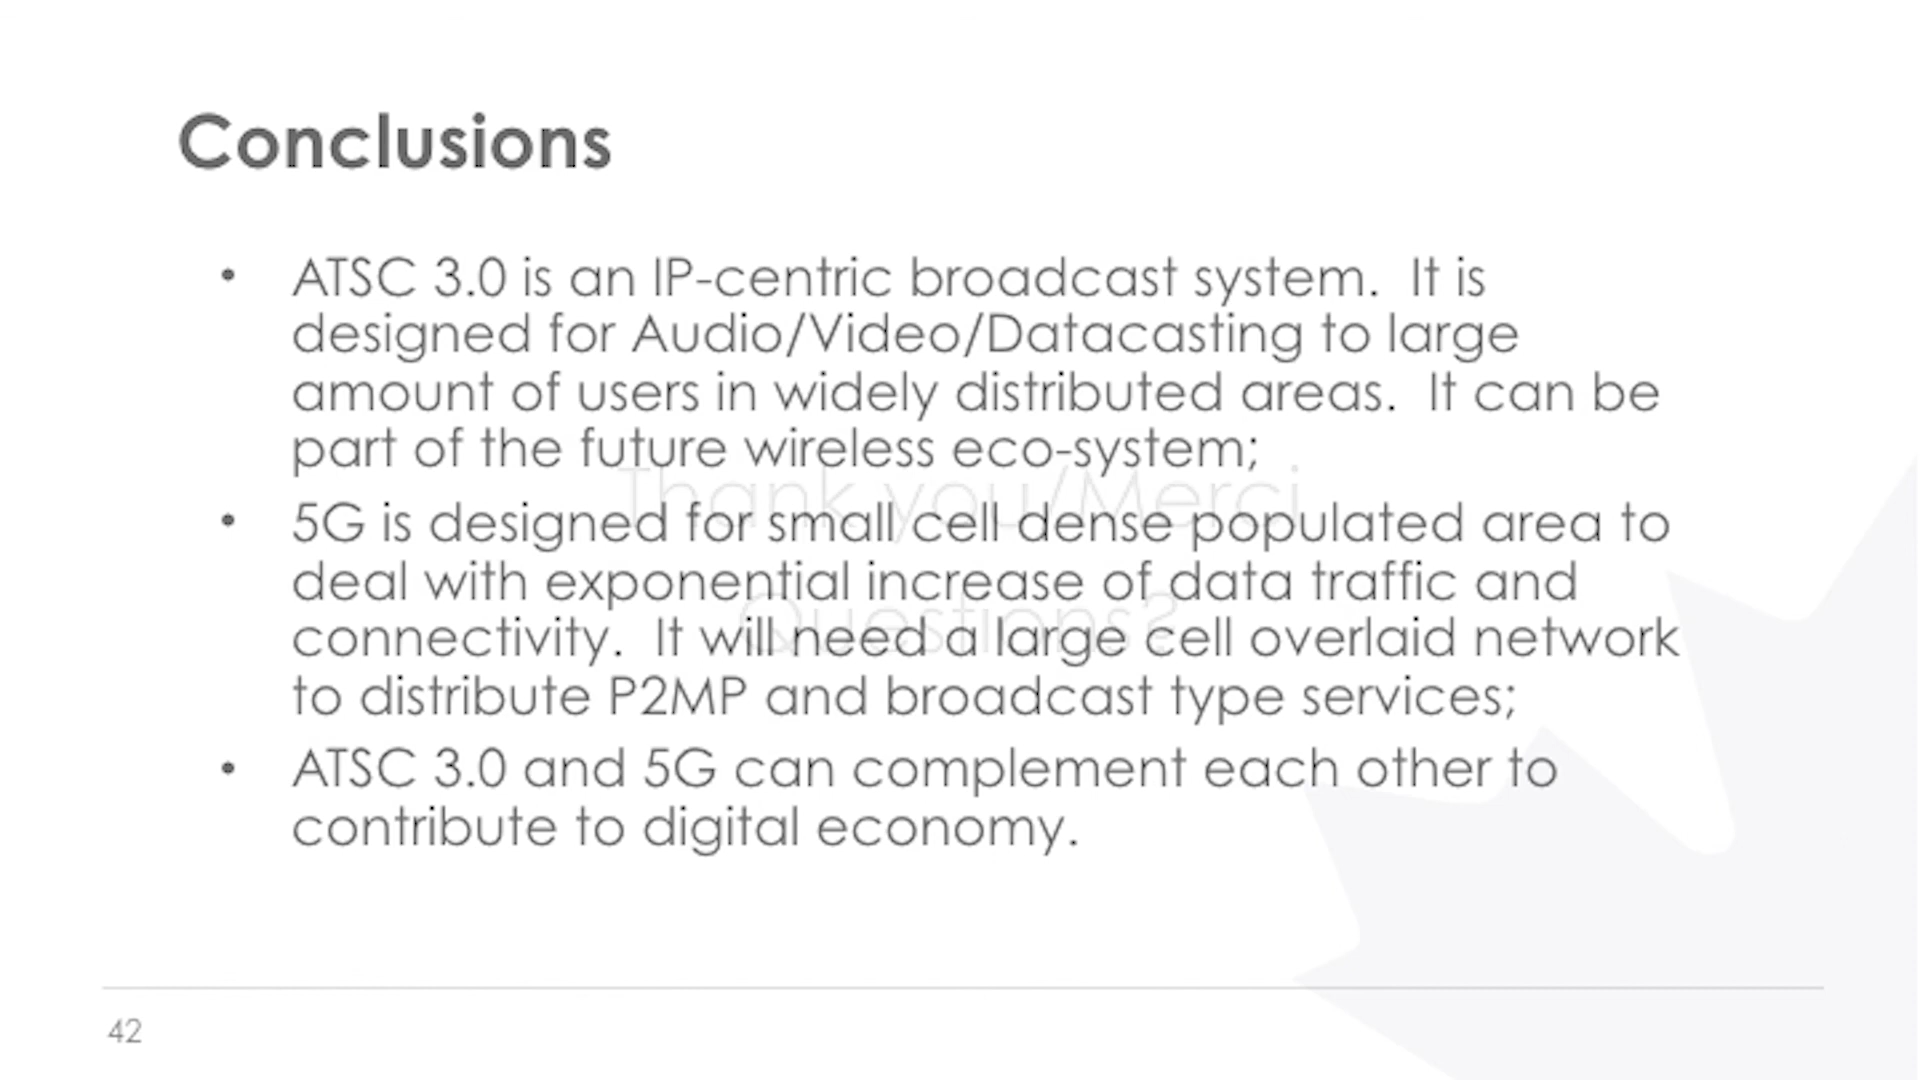 Conclusions
• ATSC 3.0 is an IP-centric broadcast system. It is
designed for Audio/Video/Datacasting to large
amount of users in widely distributed areas. It can be
part of the future wireless eco-system;
Thank you/Merci
• 5G is designed for small cell dense populated area to
deal with exponential increase of data traffic and
Questions?
connectivity. It will need a large cell overlaid network
to distribute P2MP and broadcast type services;
• ATSC 3.0 and 5G can complement each other to
contribute to digital economy.
42